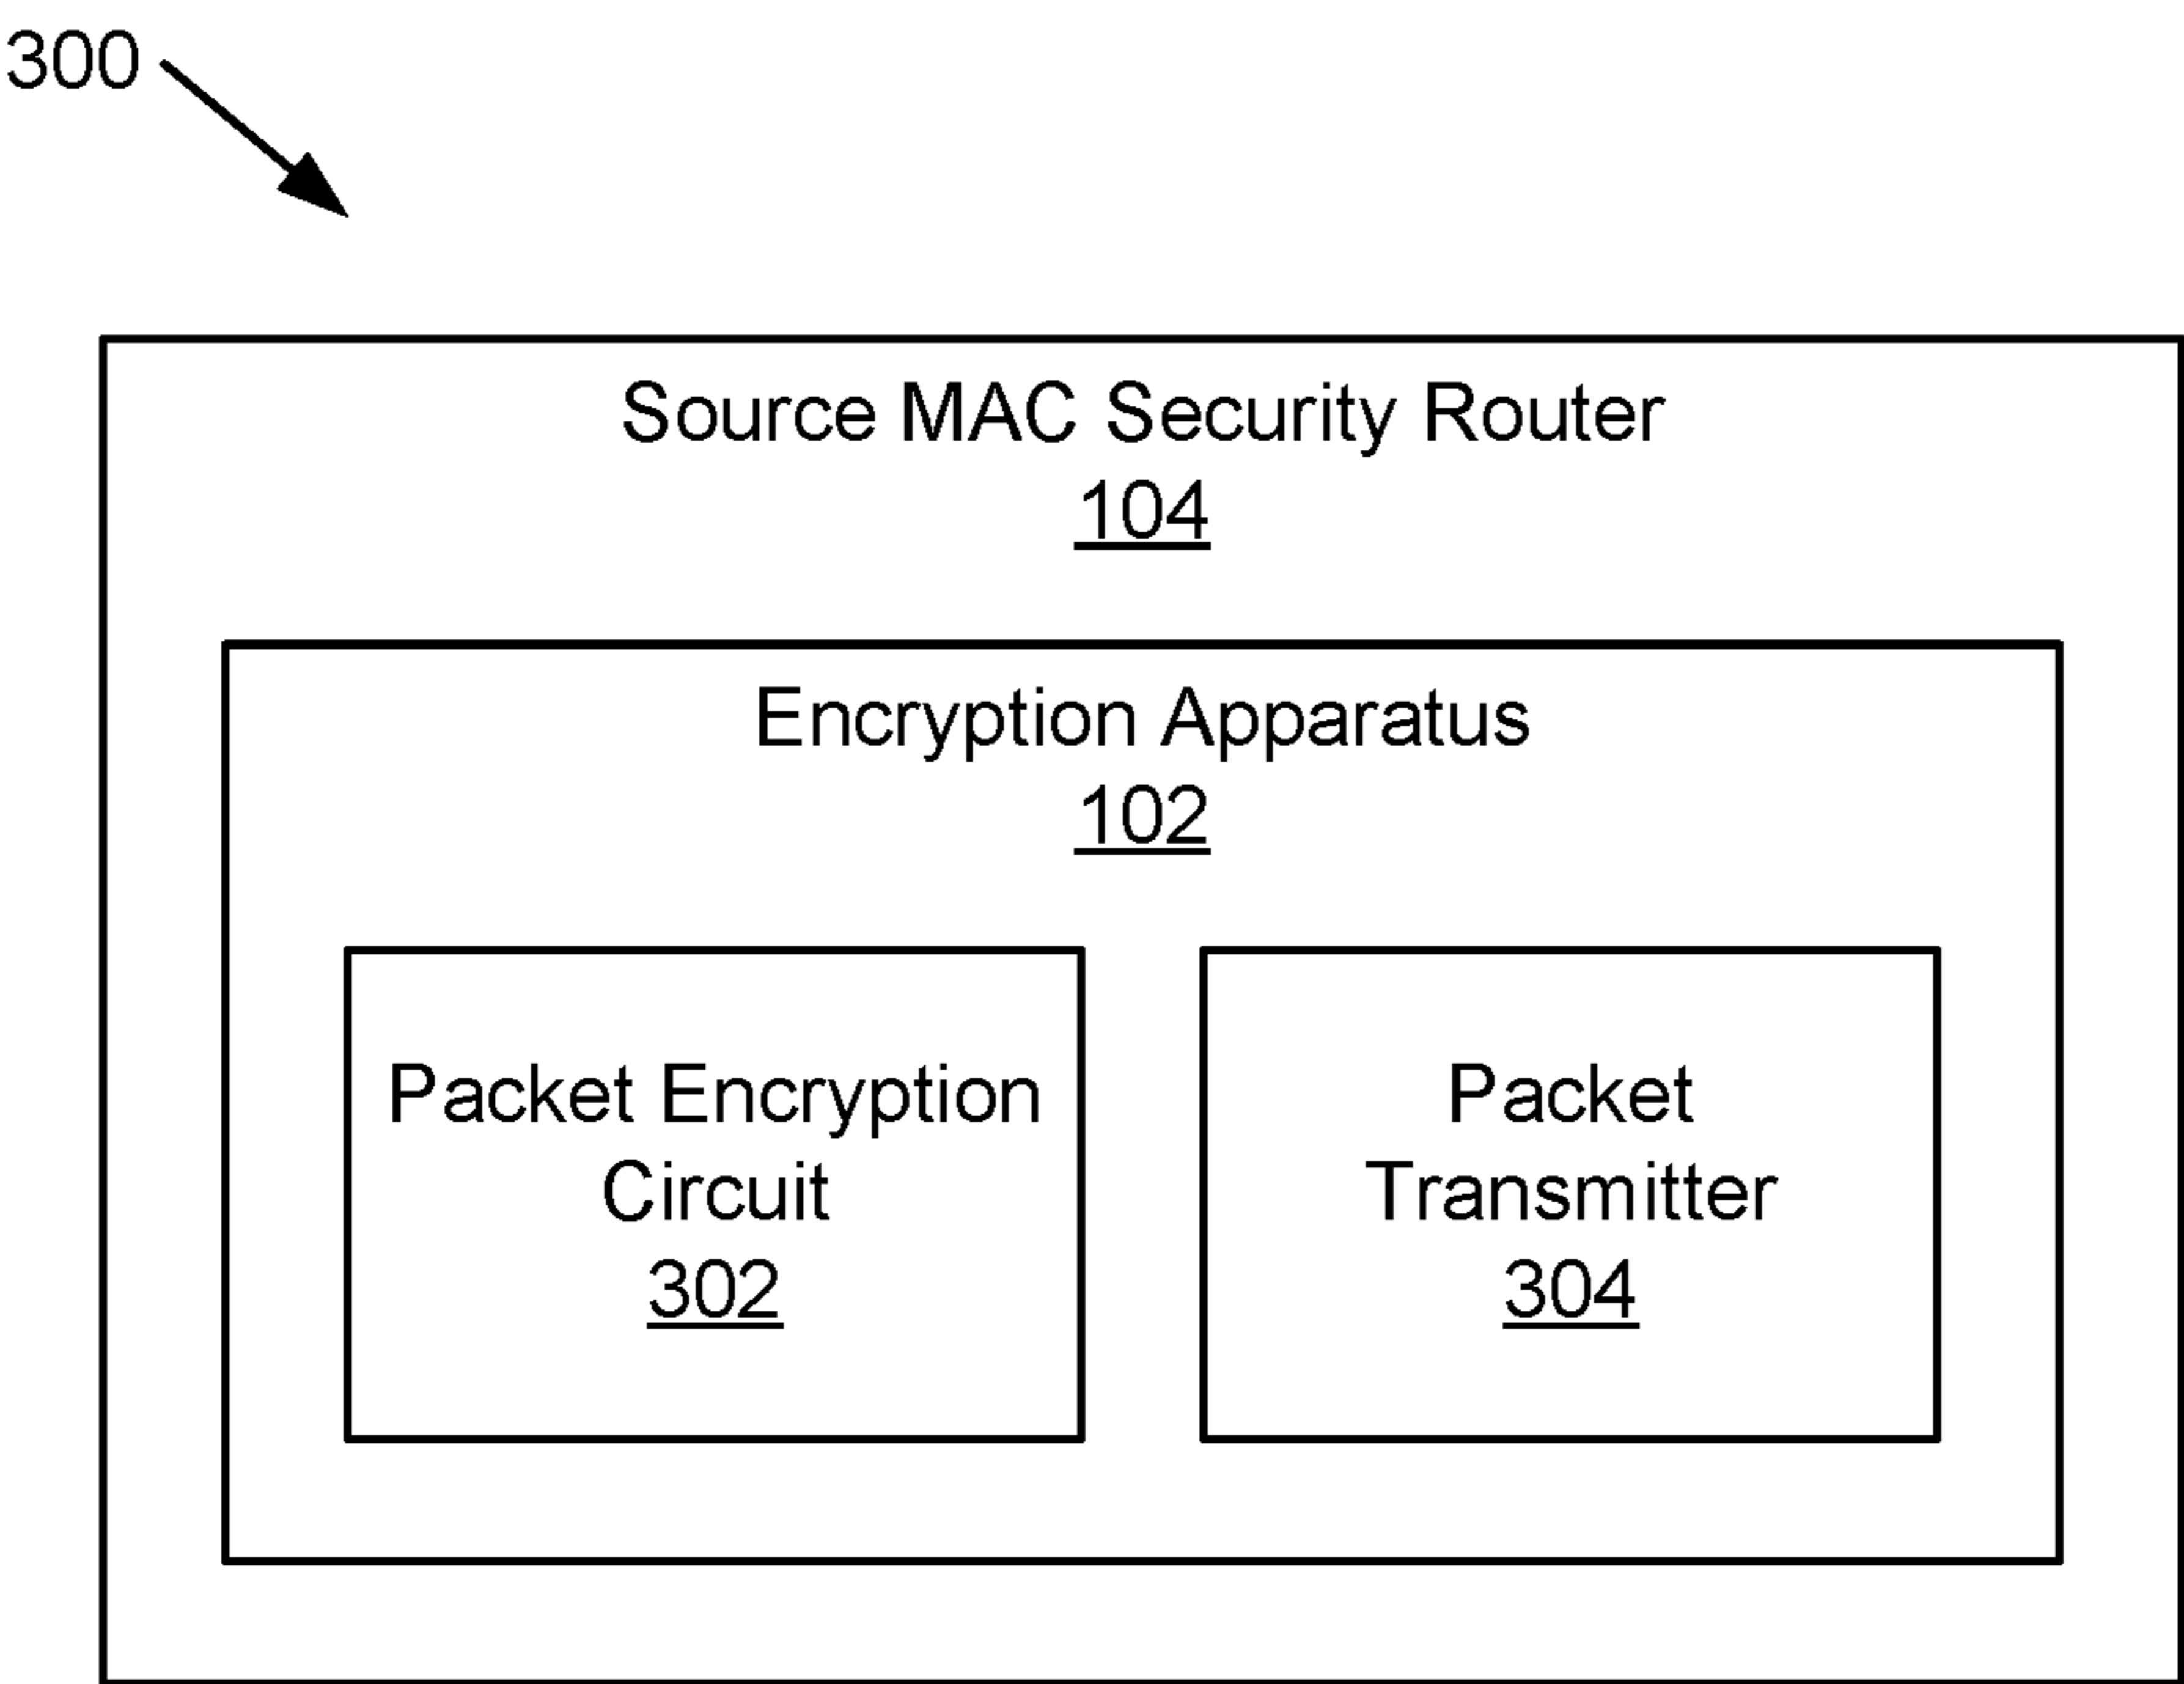 300
Source MAC Security Router
104
Encryption Apparatus
102
Packet Encryption
Circuit
302
Packet
Transmitter
304